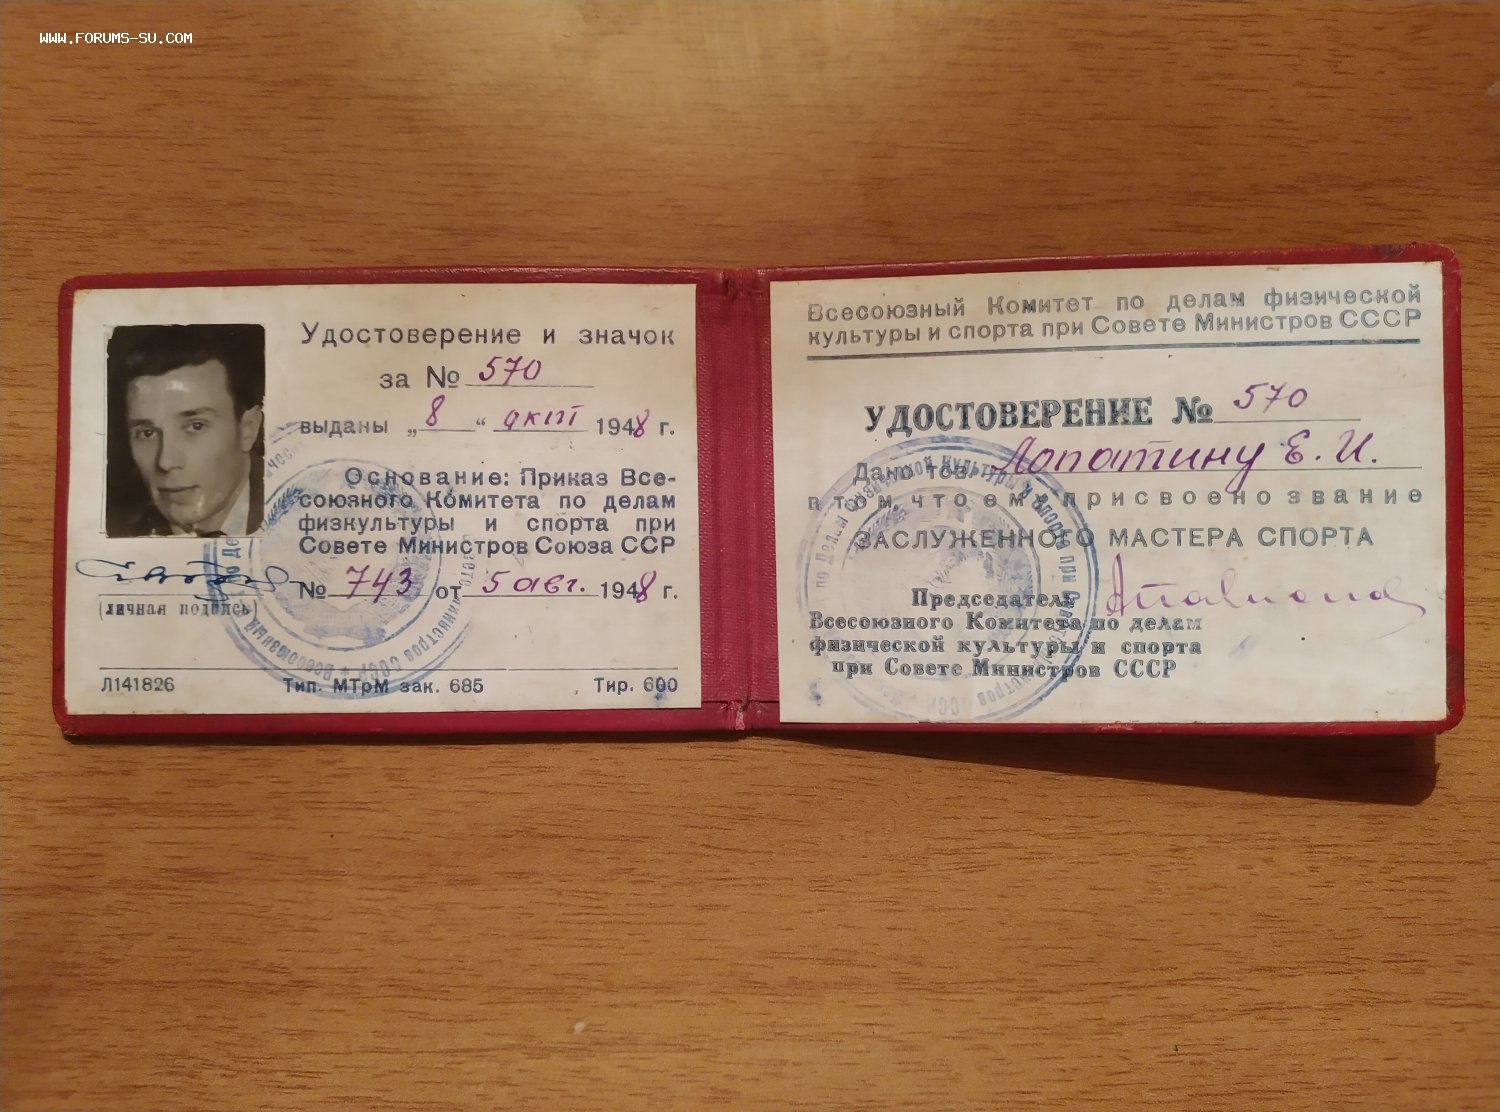 WWW.FORUMS-SU.COM
Удостоверение и значок
за № 570
выданы „8“ окт 1948 г.
Основание: Приказ Все-
союзного Комитета по делам
физкультуры и спорта при
Совете Министров Союза ССР
№ 743 от 5 авг. 1948 г.
(личная подпись)
Л141826 Тип. МТрМ зак. 685 Тир. 600
Всесоюзный Комитет по делам физической
культуры и спорта при Совете Министров СССР
УДОСТОВЕРЕНИЕ № 570
Дано тов. Лопатину Е. И.
в том, что ему присвоено звание
ЗАСЛУЖЕННОГО МАСТЕРА СПОРТА
Председатель
Всесоюзного Комитета по делам
физической культуры и спорта
при Совете Министров СССР